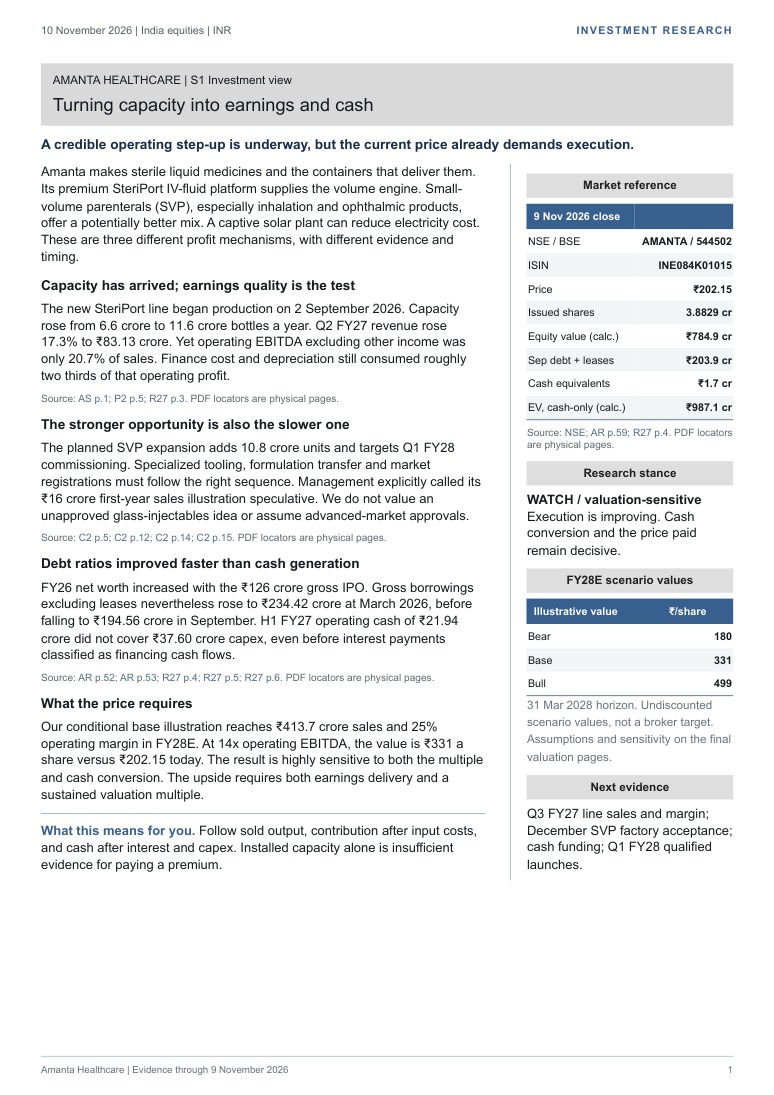 10 November 2026 | India equities | INR
INVESTMENT RESEARCH
AMANTA HEALTHCARE | S1 Investment view
Turning capacity into earnings and cash
A credible operating step-up is underway, but the current price already demands execution.
Amanta makes sterile liquid medicines and the containers that deliver them.
Its premium SteriPort IV-fluid platform supplies the volume engine. Small-
volume parenterals (SVP), especially inhalation and ophthalmic products,
offer a potentially better mix. A captive solar plant can reduce electricity cost.
These are three different profit mechanisms, with different evidence and
timing.
Capacity has arrived; earnings quality is the test
The new SteriPort line began production on 2 September 2026. Capacity
rose from 6.6 crore to 11.6 crore bottles a year. Q2 FY27 revenue rose
17.3% to ₹83.13 crore. Yet operating EBITDA excluding other income was
only 20.7% of sales. Finance cost and depreciation still consumed roughly
two thirds of that operating profit.
Source: AS p.1; P2 p.5; R27 p.3. PDF locators are physical pages.
The stronger opportunity is also the slower one
The planned SVP expansion adds 10.8 crore units and targets Q1 FY28
commissioning. Specialized tooling, formulation transfer and market
registrations must follow the right sequence. Management explicitly called its
₹16 crore first-year sales illustration speculative. We do not value an
unapproved glass-injectables idea or assume advanced-market approvals.
Source: C2 p.5; C2 p.12; C2 p.14; C2 p.15. PDF locators are physical pages.
Debt ratios improved faster than cash generation
FY26 net worth increased with the ₹126 crore gross IPO. Gross borrowings
excluding leases nevertheless rose to ₹234.42 crore at March 2026, before
falling to ₹194.56 crore in September. H1 FY27 operating cash of ₹21.94
crore did not cover ₹37.60 crore capex, even before interest payments
classified as financing cash flows.
Source: AR p.52; AR p.53; R27 p.4; R27 p.5; R27 p.6. PDF locators are physical pages.
What the price requires
Our conditional base illustration reaches ₹413.7 crore sales and 25%
operating margin in FY28E. At 14x operating EBITDA, the value is ₹331 a
share versus ₹202.15 today. The result is highly sensitive to both the multiple
and cash conversion. The upside requires both earnings delivery and a
sustained valuation multiple.
What this means for you. Follow sold output, contribution after input costs,
and cash after interest and capex. Installed capacity alone is insufficient
evidence for paying a premium.
Market reference
9 Nov 2026 close
NSE / BSE AMANTA / 544502
ISIN INE084K01015
Price ₹202.15
Issued shares 3.8829 cr
Equity value (calc.) ₹784.9 cr
Sep debt + leases ₹203.9 cr
Cash equivalents ₹1.7 cr
EV, cash-only (calc.) ₹987.1 cr
Source: NSE; AR p.59; R27 p.4. PDF locators
are physical pages.
Research stance
WATCH / valuation-sensitive
Execution is improving. Cash
conversion and the price paid
remain decisive.
FY28E scenario values
Illustrative value ₹/share
Bear 180
Base 331
Bull 499
31 Mar 2028 horizon. Undiscounted
scenario values, not a broker target.
Assumptions and sensitivity on the final
valuation pages.
Next evidence
Q3 FY27 line sales and margin;
December SVP factory acceptance;
cash funding; Q1 FY28 qualified
launches.
Amanta Healthcare | Evidence through 9 November 2026
1